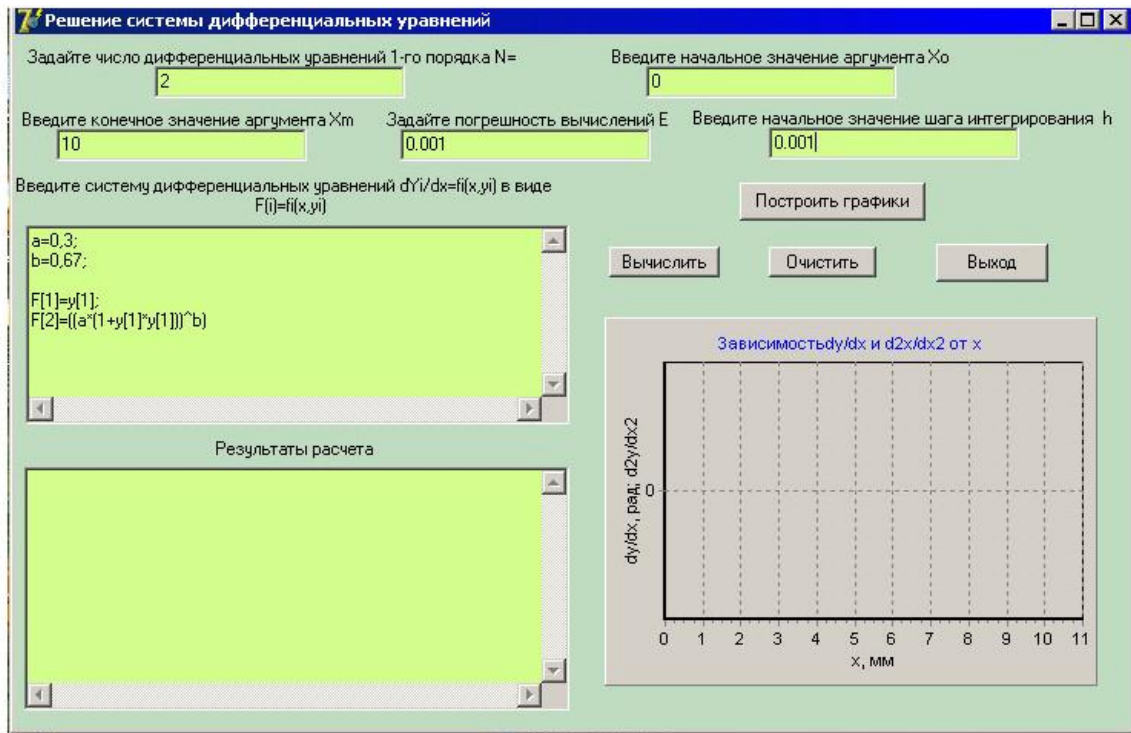 Решение системы дифференциальных уравнений
Задайте число дифференциальных уравнений 1-го порядка N=
Введите начальное значение аргумента Xo
2
0
Введите конечное значение аргумента Xm
Задайте погрешность вычислений E
Введите начальное значение шага интегрирования h
10
0.001
0.001
Введите систему дифференциальных уравнений dYi/dx=fi(x,yi) в виде
F(i)=fi(x,yi)
Построить графики
a=0,3;
b=0,67;
F[1]=y[1];
F[2]=((a*(1+y[1]*y[1]))^b)
Вычислить
Очистить
Выход
Зависимостьdy/dx и d2x/dx2 от x
dy/dx, рад; d2y/dx2
0
0 1 2 3 4 5 6 7 8 9 10 11
x, мм
Результаты расчета